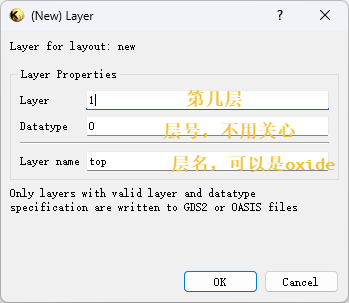 (New) Layer
?
Layer for layout: new
Layer Properties
Layer 1 第几层
Datatype 0 层号，不用关心
Layer name top 层名，可以是oxide
Only layers with valid layer and datatype
specification are written to GDS2 or OASIS files
OK Cancel